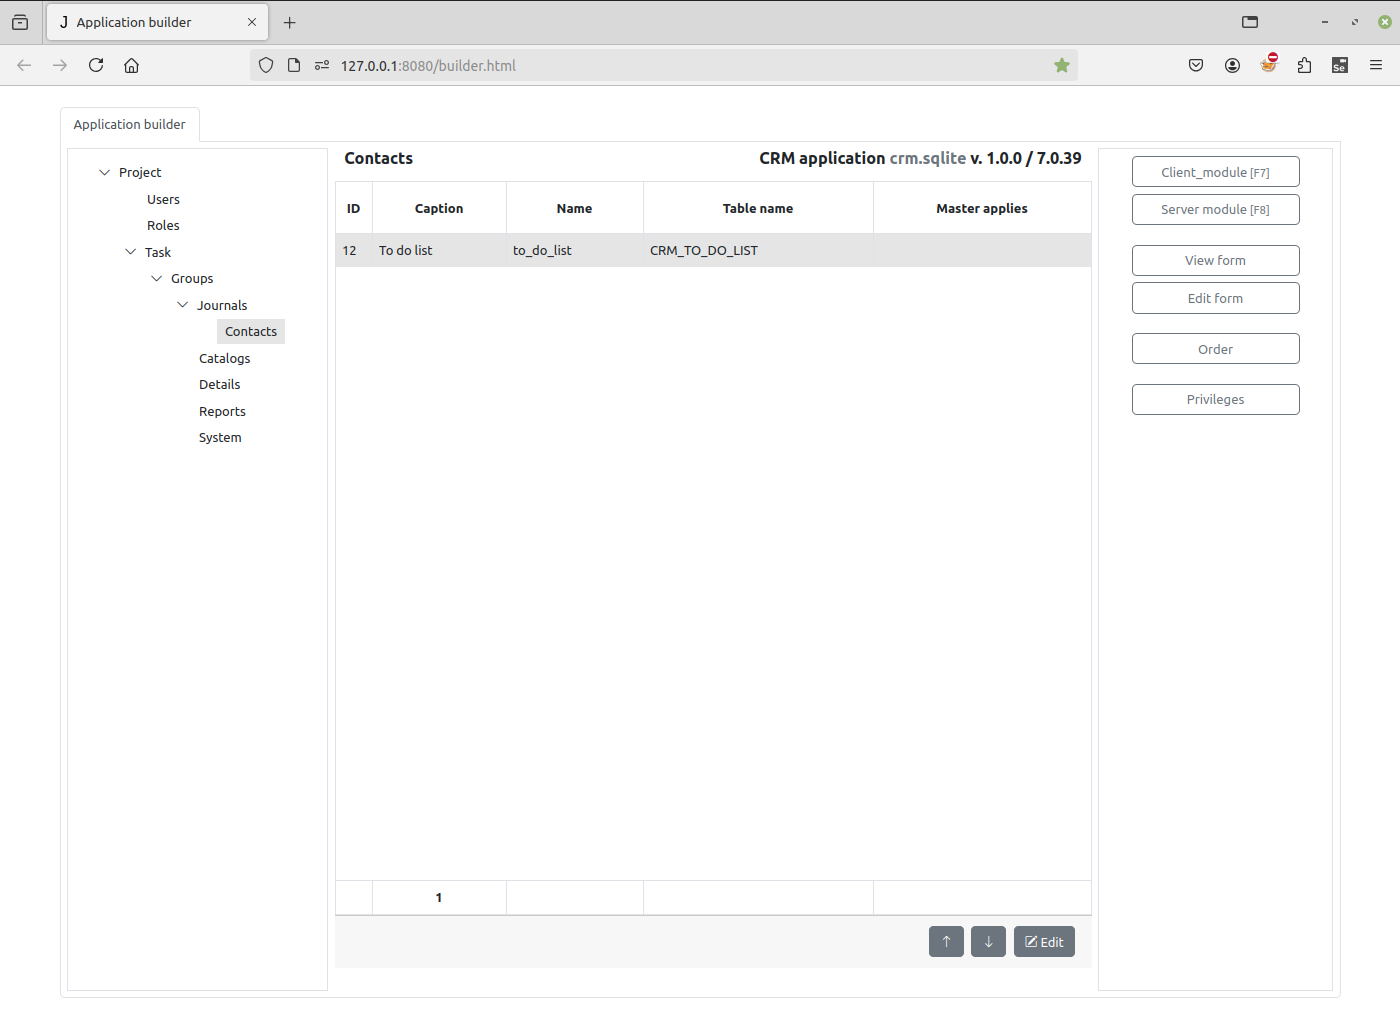 J Application builder
127.0.0.1:8080/builder.html
Se
Application builder
Project
Users
Roles
Task
Groups
Journals
Contacts
Catalogs
Details
Reports
System
Contacts
CRM application crm.sqlite v. 1.0.0 / 7.0.39
ID Caption Name Table name Master applies
12 To do list to_do_list CRM_TO_DO_LIST
1
Edit
Client_module [F7]
Server module [F8]
View form
Edit form
Order
Privileges